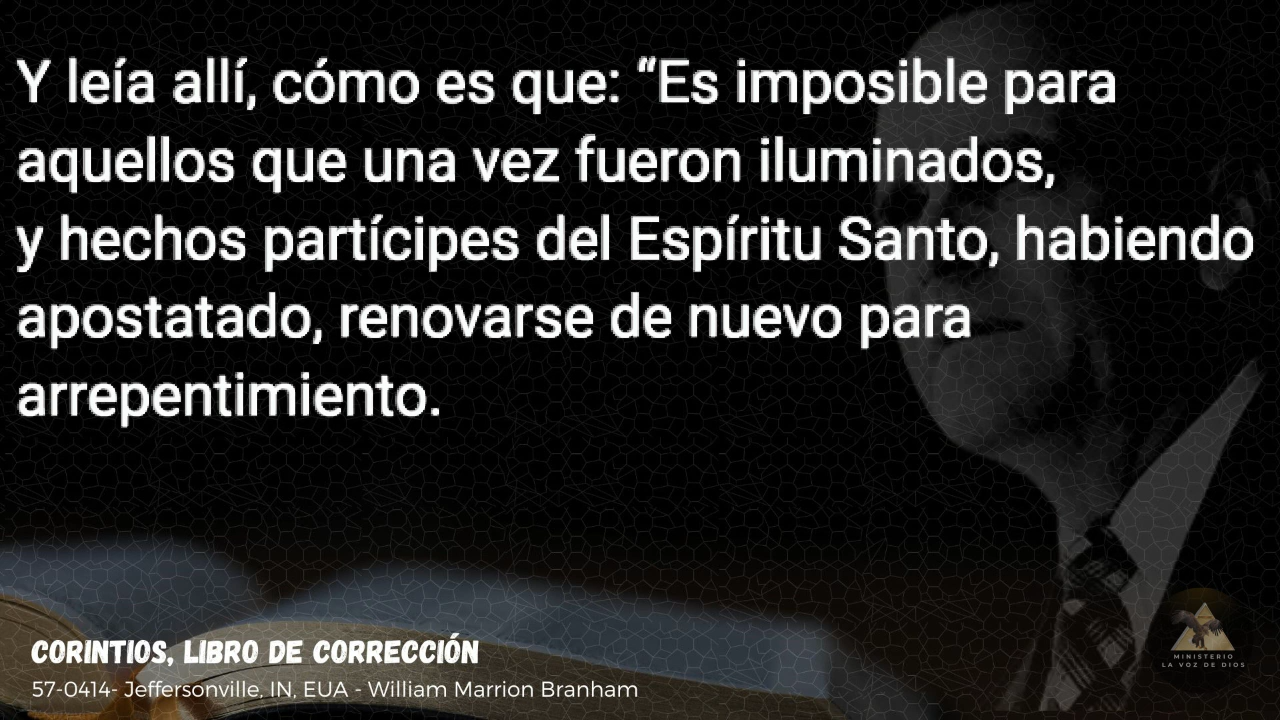 Y leía allí, cómo es que: “Es imposible para
aquellos que una vez fueron iluminados,
y hechos partícipes del Espíritu Santo, habiendo
apostatado, renovarse de nuevo para
arrepentimiento.
CORINTIOS, LIBRO DE CORRECCIÓN
57-0414- Jeffersonville, IN, EUA - William Marrion Branham
MINISTERIO
LA VOZ DE DIOS